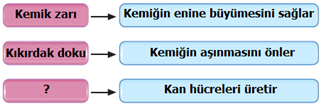 Kemik zarı Kemiğin enine büyümesini sağlar
Kıkırdak doku Kemiğin aşınmasını önler
? Kan hücreleri üretir